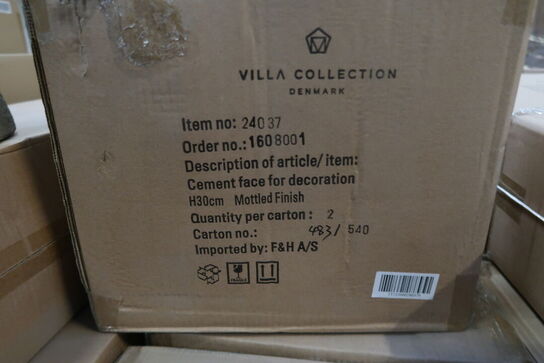 VILLA COLLECTION
DENMARK
Item no: 24037
Order no.:1608001
Description of article/item:
Cement face for decoration
H30cm Mottled Finish
Quantity per carton : 2
Carton no.: 483/ 540
Imported by: F&H A/S
FRAGILE